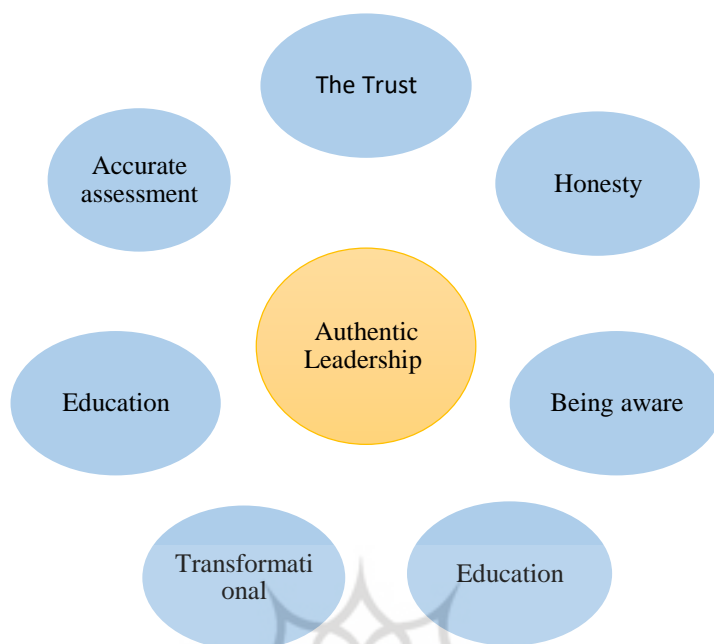 The Trust
Accurate
assessment
Honesty
Authentic
Leadership
Education
Being aware
Transformati
onal
Education